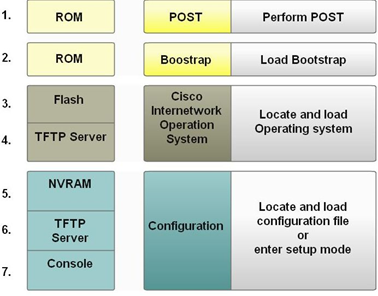 1. ROM POST Perform POST
2. ROM Boostrap Load Bootstrap
3. Flash
4. TFTP Server
Cisco
Internetwork
Operation
System
Locate and load
Operating system
5. NVRAM
6. TFTP
Server
7. Console
Configuration
Locate and load
configuration file
or
enter setup mode